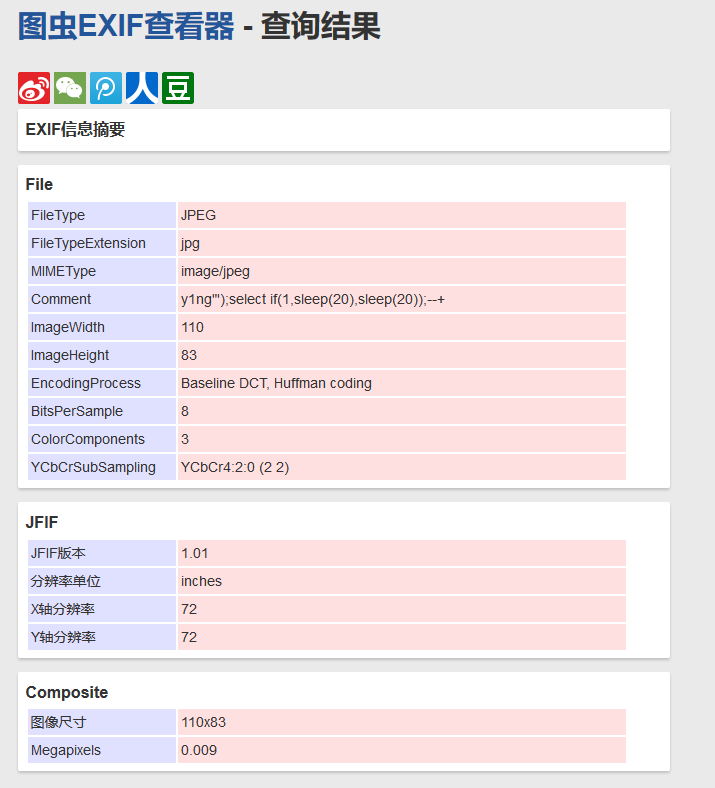 图虫EXIF查看器 - 查询结果
人 豆
EXIF信息摘要
File
FileType JPEG
FileTypeExtension jpg
MIMEType image/jpeg
Comment y1ng"');select if(1,sleep(20),sleep(20));--+
ImageWidth 110
ImageHeight 83
EncodingProcess Baseline DCT, Huffman coding
BitsPerSample 8
ColorComponents 3
YCbCrSubSampling YCbCr4:2:0 (2 2)
JFIF
JFIF版本 1.01
分辨率单位 inches
X轴分辨率 72
Y轴分辨率 72
Composite
图像尺寸 110x83
Megapixels 0.009